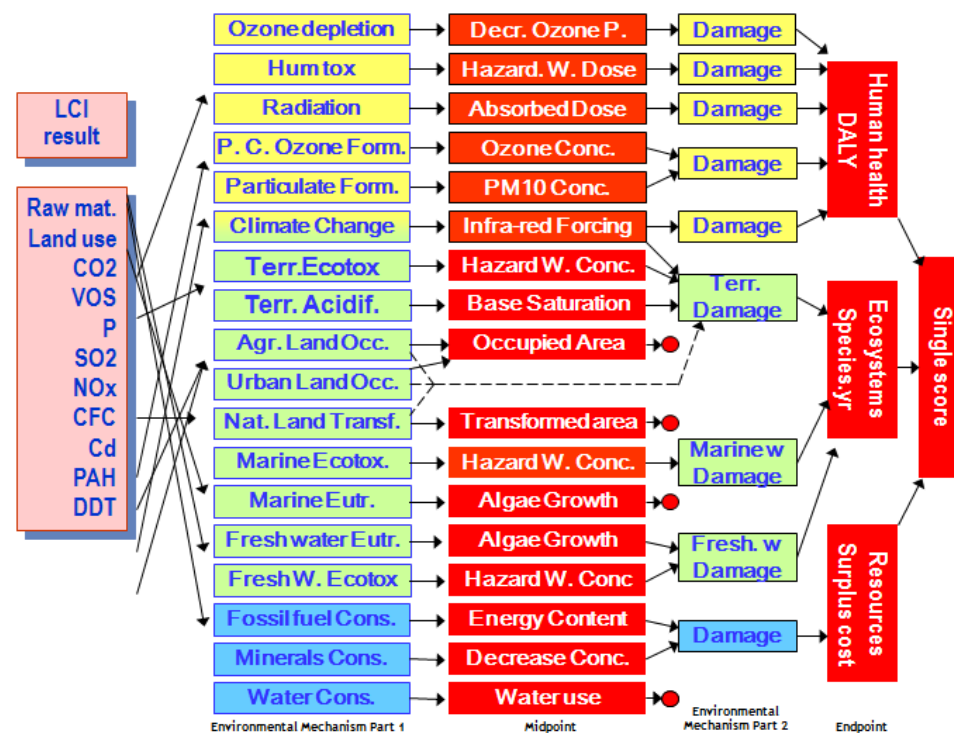 LCI
result
Raw mat.
Land use
CO2
VOS
P
SO2
NOx
CFC
Cd
PAH
DDT
Ozone depletion
Hum tox
Radiation
P. C. Ozone Form.
Particulate Form.
Climate Change
Terr.Ecotox
Terr. Acidif.
Agr. Land Occ.
Urban Land Occ.
Nat. Land Transf.
Marine Ecotox.
Marine Eutr.
Freshwater Eutr.
Fresh W. Ecotox
Fossil fuel Cons.
Minerals Cons.
Water Cons.
Environmental Mechanism Part 1
Decr. Ozone P.
Hazard. W. Dose
Absorbed Dose
Ozone Conc.
PM10 Conc.
Infra-red Forcing
Hazard W. Conc.
Base Saturation
Occupied Area
Transformed area
Hazard W. Conc.
Algae Growth
Algae Growth
Hazard W. Conc
Energy Content
Decrease Conc.
Water use
Midpoint
Damage
Damage
Damage
Damage
Damage
Terr.
Damage
Marine w
Damage
Fresh. w
Damage
Damage
Environmental
Mechanism Part 2
Human health
DALY
Ecosystems
Species.yr
Resources
Surplus cost
Endpoint
Single score